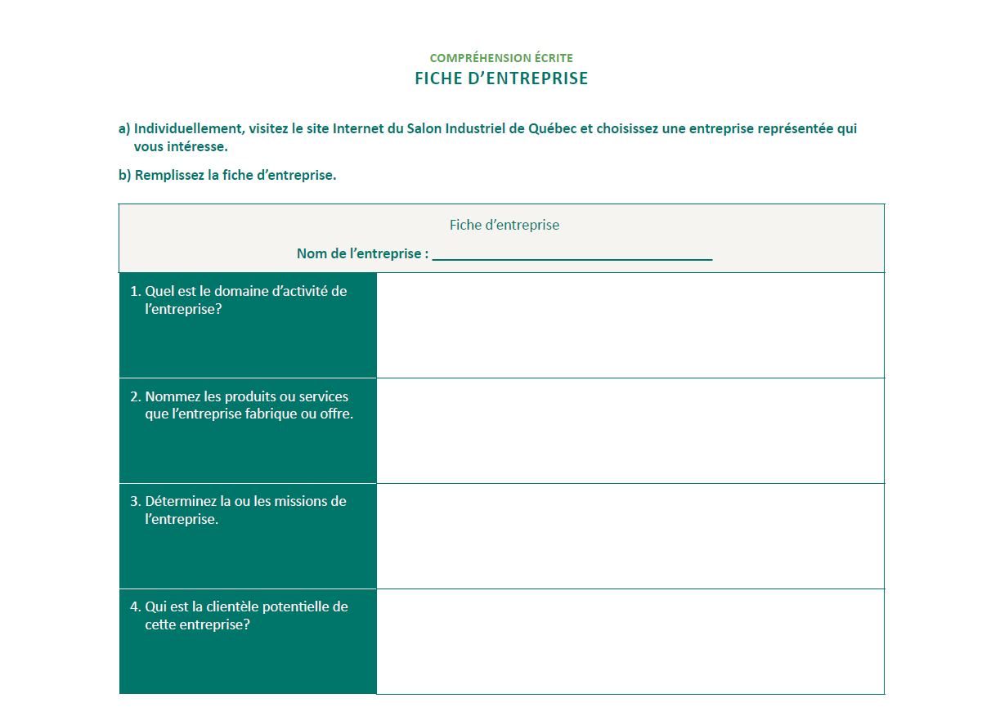 COMPRÉHENSION ÉCRITE
FICHE D’ENTREPRISE
a) Individuellement, visitez le site Internet du Salon Industriel de Québec et choisissez une entreprise représentée qui
vous intéresse.
b) Remplissez la fiche d’entreprise.
Fiche d’entreprise
Nom de l’entreprise : ____________________________________
1. Quel est le domaine d’activité de
l’entreprise?
2. Nommez les produits ou services
que l’entreprise fabrique ou offre.
3. Déterminez la ou les missions de
l’entreprise.
4. Qui est la clientèle potentielle de
cette entreprise?